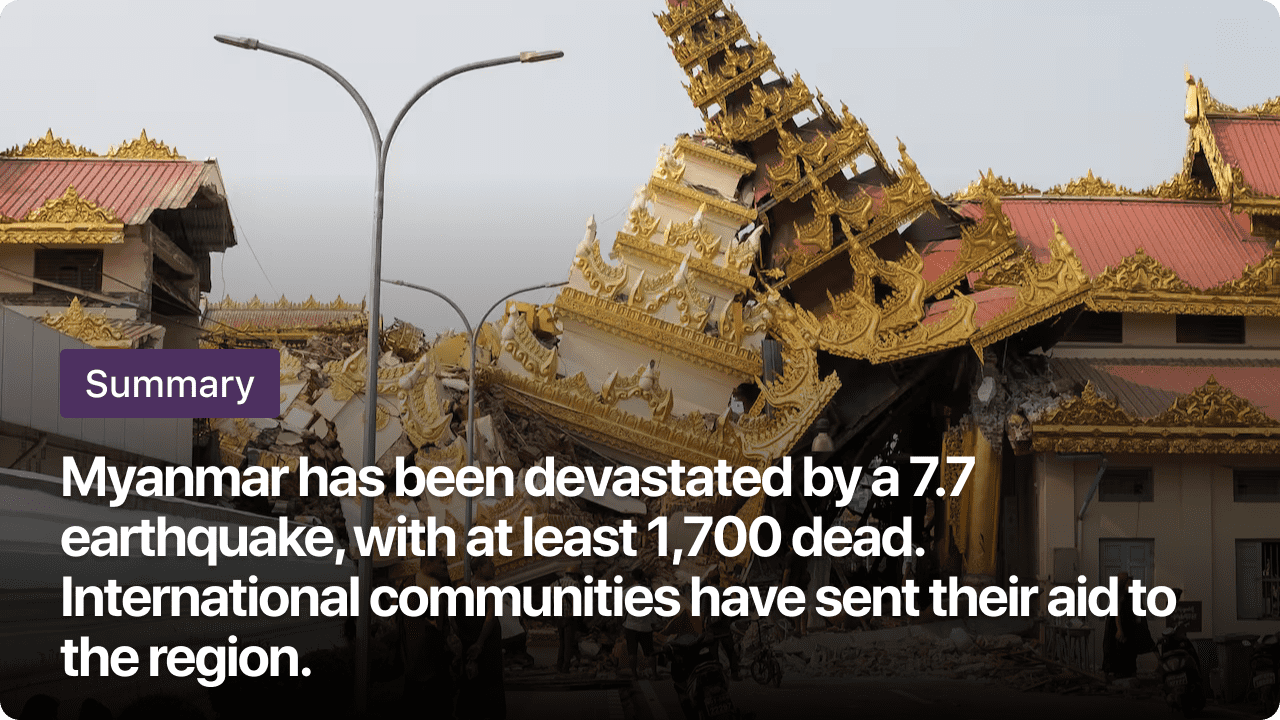 Summary
Myanmar has been devastated by a 7.7
earthquake, with at least 1,700 dead.
International communities have sent their aid to
the region.